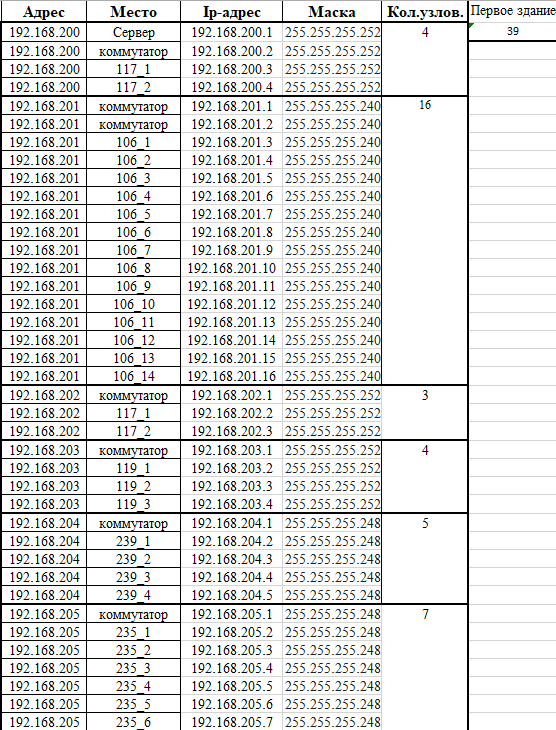 Адрес Место Ip-адрес Маска Кол.узлов. Первое здание
192.168.200 Сервер 192.168.200.1 255.255.255.252 4 39
192.168.200 коммутатор 192.168.200.2 255.255.255.252
192.168.200 117_1 192.168.200.3 255.255.255.252
192.168.200 117_2 192.168.200.4 255.255.255.252
192.168.201 коммутатор 192.168.201.1 255.255.255.240 16
192.168.201 коммутатор 192.168.201.2 255.255.255.240
192.168.201 106_1 192.168.201.3 255.255.255.240
192.168.201 106_2 192.168.201.4 255.255.255.240
192.168.201 106_3 192.168.201.5 255.255.255.240
192.168.201 106_4 192.168.201.6 255.255.255.240
192.168.201 106_5 192.168.201.7 255.255.255.240
192.168.201 106_6 192.168.201.8 255.255.255.240
192.168.201 106_7 192.168.201.9 255.255.255.240
192.168.201 106_8 192.168.201.10 255.255.255.240
192.168.201 106_9 192.168.201.11 255.255.255.240
192.168.201 106_10 192.168.201.12 255.255.255.240
192.168.201 106_11 192.168.201.13 255.255.255.240
192.168.201 106_12 192.168.201.14 255.255.255.240
192.168.201 106_13 192.168.201.15 255.255.255.240
192.168.201 106_14 192.168.201.16 255.255.255.240
192.168.202 коммутатор 192.168.202.1 255.255.255.252 3
192.168.202 117_1 192.168.202.2 255.255.255.252
192.168.202 117_2 192.168.202.3 255.255.255.252
192.168.203 коммутатор 192.168.203.1 255.255.255.252 4
192.168.203 119_1 192.168.203.2 255.255.255.252
192.168.203 119_2 192.168.203.3 255.255.255.252
192.168.203 119_3 192.168.203.4 255.255.255.252
192.168.204 коммутатор 192.168.204.1 255.255.255.248 5
192.168.204 239_1 192.168.204.2 255.255.255.248
192.168.204 239_2 192.168.204.3 255.255.255.248
192.168.204 239_3 192.168.204.4 255.255.255.248
192.168.204 239_4 192.168.204.5 255.255.255.248
192.168.205 коммутатор 192.168.205.1 255.255.255.248 7
192.168.205 235_1 192.168.205.2 255.255.255.248
192.168.205 235_2 192.168.205.3 255.255.255.248
192.168.205 235_3 192.168.205.4 255.255.255.248
192.168.205 235_4 192.168.205.5 255.255.255.248
192.168.205 235_5 192.168.205.6 255.255.255.248
192.168.205 235_6 192.168.205.7 255.255.255.248